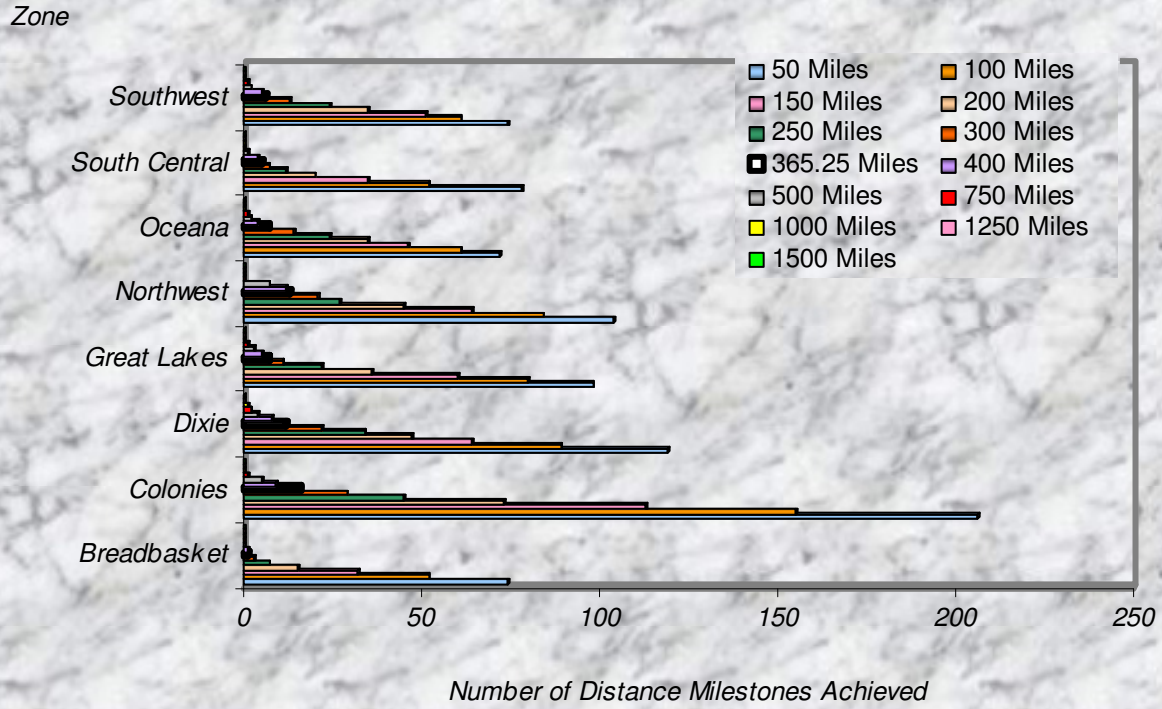 Zone
50 Miles 100 Miles
150 Miles 200 Miles
250 Miles 300 Miles
365.25 Miles 400 Miles
500 Miles 750 Miles
1000 Miles 1250 Miles
1500 Miles
Southwest
South Central
Oceana
Northwest
Great Lakes
Dixie
Colonies
Breadbasket
0 50 100 150 200 250
Number of Distance Milestones Achieved